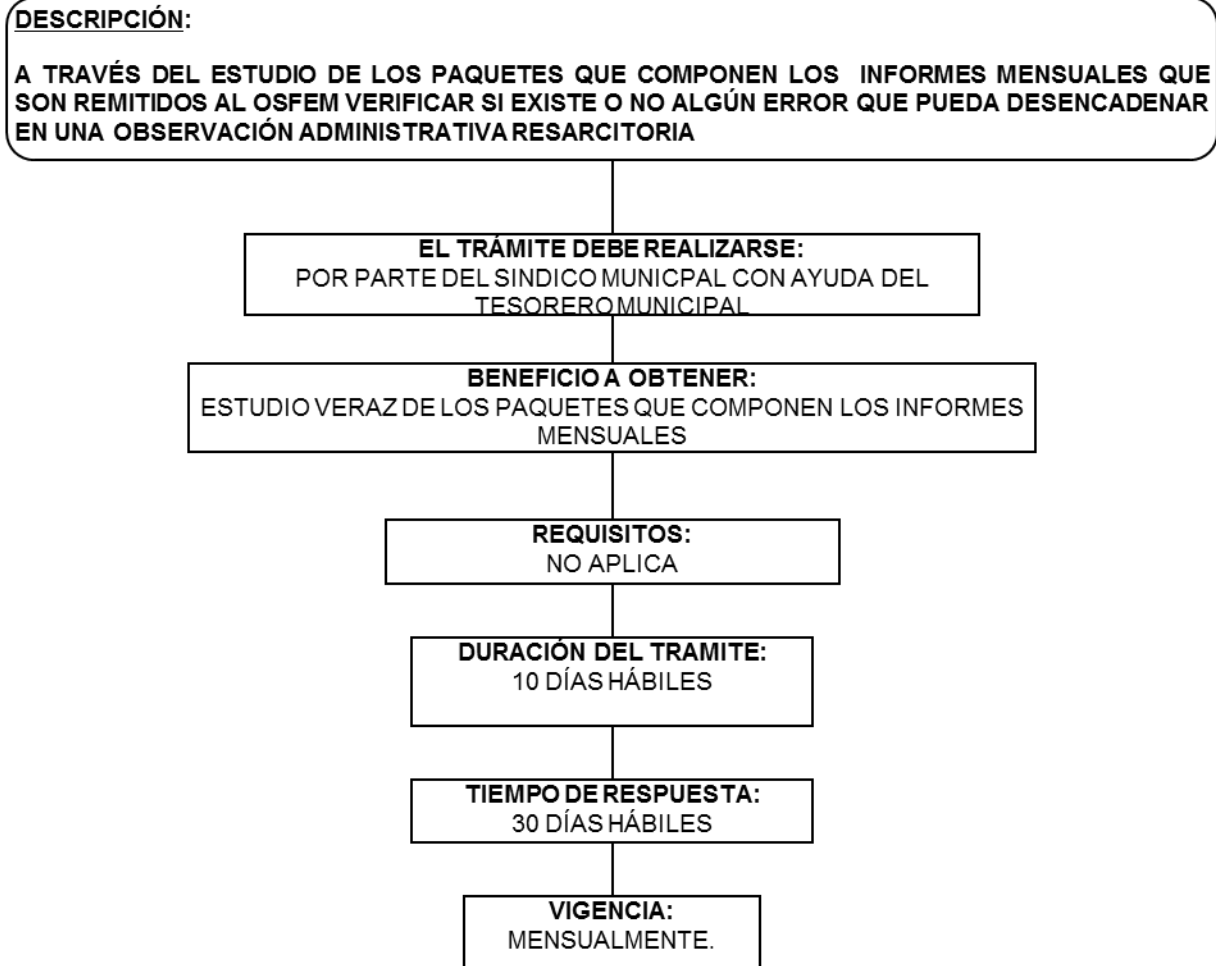 DESCRIPCIÓN:
A TRAVÉS DEL ESTUDIO DE LOS PAQUETES QUE COMPONEN LOS INFORMES MENSUALES QUE
SON REMITIDOS AL OSFEM VERIFICAR SI EXISTE O NO ALGÚN ERROR QUE PUEDA DESENCADENAR
EN UNA OBSERVACIÓN ADMINISTRATIVA RESARCITORIA
EL TRÁMITE DEBE REALIZARSE:
POR PARTE DEL SINDICO MUNICPAL CON AYUDA DEL
TESORERO MUNICIPAL
BENEFICIO A OBTENER:
ESTUDIO VERAZ DE LOS PAQUETES QUE COMPONEN LOS INFORMES
MENSUALES
REQUISITOS:
NO APLICA
DURACIÓN DEL TRAMITE:
10 DÍAS HÁBILES
TIEMPO DE RESPUESTA:
30 DÍAS HÁBILES
VIGENCIA:
MENSUALMENTE.